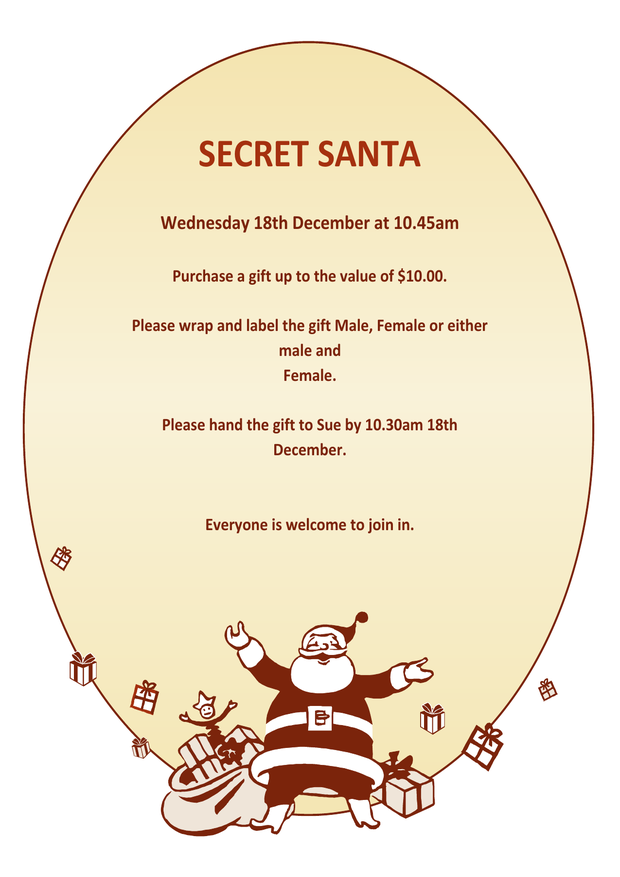 SECRET SANTA
Wednesday 18th December at 10.45am
Purchase a gift up to the value of $10.00.
Please wrap and label the gift Male, Female or either
male and
Female.
Please hand the gift to Sue by 10.30am 18th
December.
Everyone is welcome to join in.